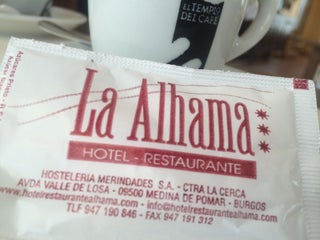 EL TEMPLO
DEL CAFÉ
La Alhama
***
HOTEL - RESTAURANTE
HOSTELERIA MERINDADES S.A. - CTRA LA CERCA
AVDA VALLE DE LOSA - 09500 MEDINA DE POMAR - BURGOS
www.hotelrestaurantealhama.com - info@hotelrestaurantealhama.com
TLF 947 190 846 - FAX 947 191 312